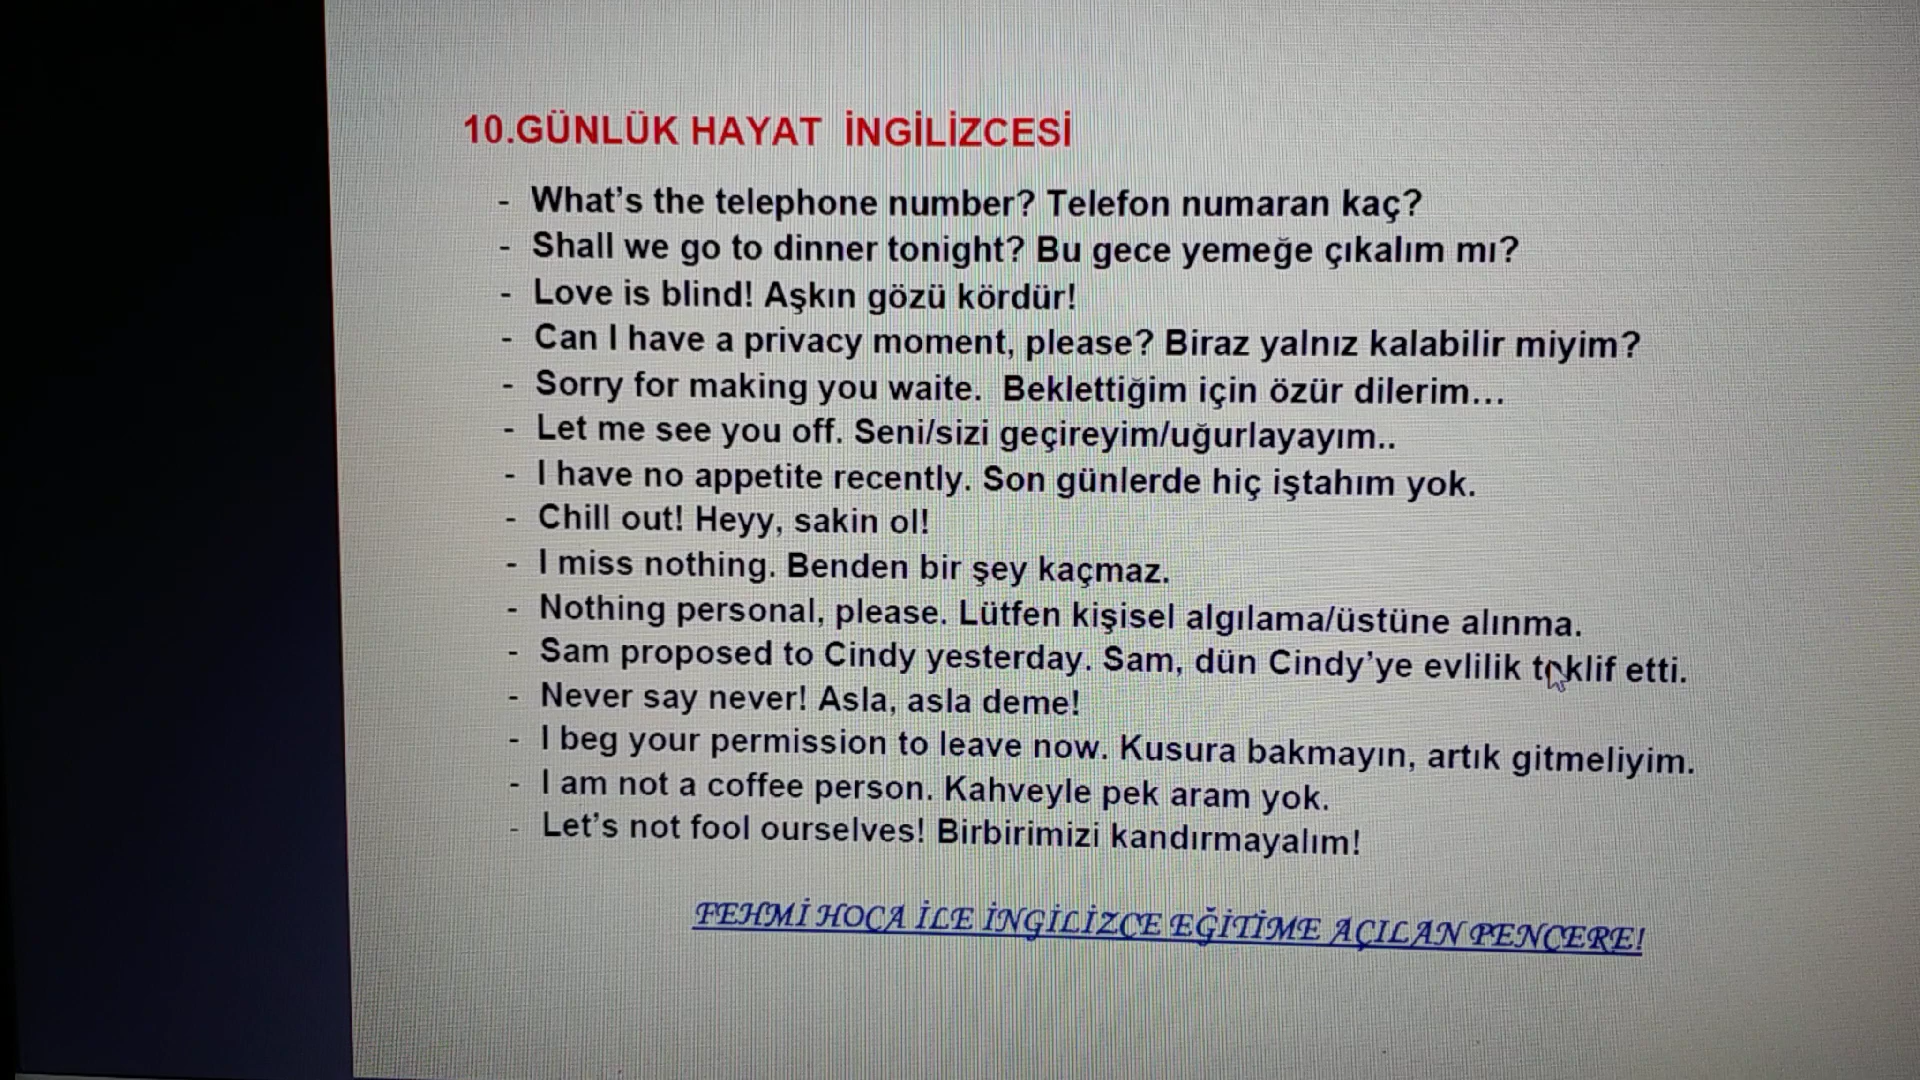 10.GÜNLÜK HAYAT İNGİLİZCESİ
- What's the telephone number? Telefon numaran kaç?
- Shall we go to dinner tonight? Bu gece yemeğe çıkalım mı?
- Love is blind! Aşkın gözü kördür!
- Can I have a privacy moment, please? Biraz yalnız kalabilir miyim?
- Sorry for making you waite. Beklettiğim için özür dilerim...
- Let me see you off. Seni/sizi geçireyim/uğurlayayım..
- I have no appetite recently. Son günlerde hiç iştahım yok.
- Chill out! Heyy, sakin ol!
- I miss nothing. Benden bir şey kaçmaz.
- Nothing personal, please. Lütfen kişisel algılama/üstüne alınma.
- Sam proposed to Cindy yesterday. Sam, dün Cindy'ye evlilik teklif etti.
- Never say never! Asla, asla deme!
- I beg your permission to leave now. Kusura bakmayın, artık gitmeliyim.
- I am not a coffee person. Kahveyle pek aram yok.
- Let's not fool ourselves! Birbirimizi kandırmayalım!
FEHMİ HOCA İLE İNGİLİZCE EĞİTİME AÇILAN PENCERE!